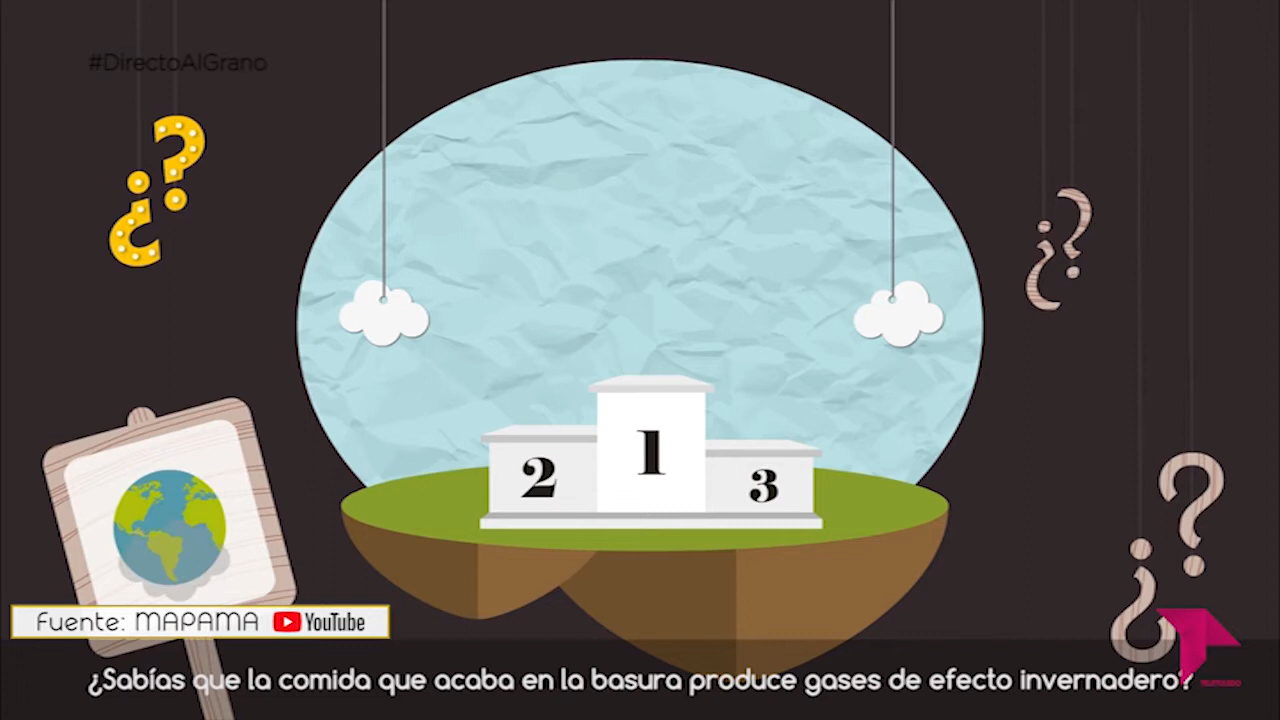 #DirectoAlGrano
¿?
¿?
2 1 3
¿?
Fuente: MAPAMA YouTube
¿Sabías que la comida que acaba en la basura produce gases de efecto invernadero?